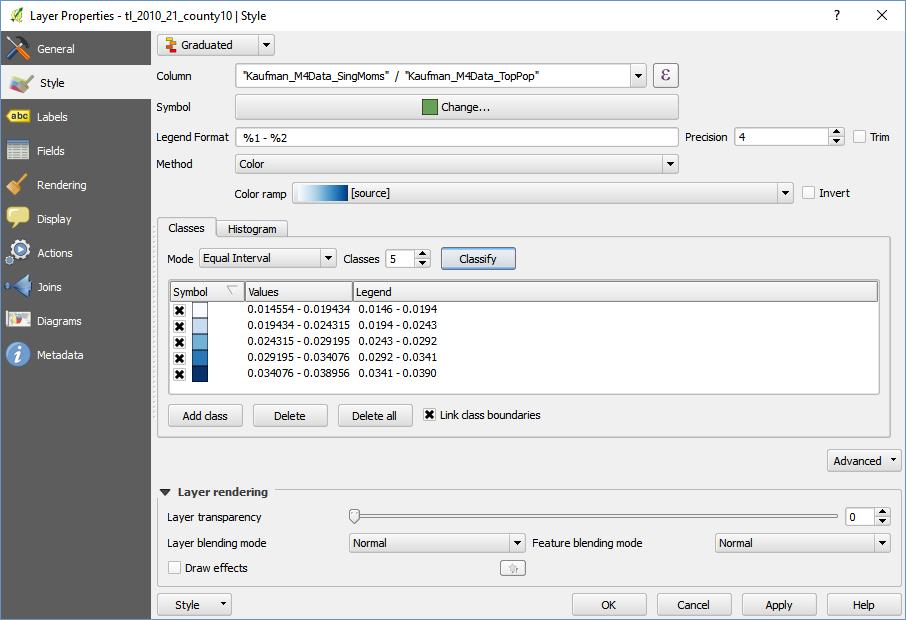 Layer Properties - tl_2010_21_county10 | Style
?
General
Style
abc Labels
Fields
Rendering
Display
Actions
Joins
Diagrams
i Metadata
Graduated
Column "Kaufman_M4Data_SingMoms" / "Kaufman_M4Data_TopPop" ε
Symbol Change...
Legend Format %1 - %2 Precision 4 Trim
Method Color
Color ramp [source] Invert
Classes Histogram
Mode Equal Interval Classes 5 Classify
Symbol Values Legend
0.014554 - 0.019434 0.0146 - 0.0194
0.019434 - 0.024315 0.0194 - 0.0243
0.024315 - 0.029195 0.0243 - 0.0292
0.029195 - 0.034076 0.0292 - 0.0341
0.034076 - 0.038956 0.0341 - 0.0390
Add class Delete Delete all Link class boundaries
Advanced
Layer rendering
Layer transparency 0
Layer blending mode Normal Feature blending mode Normal
Draw effects
Style OK Cancel Apply Help